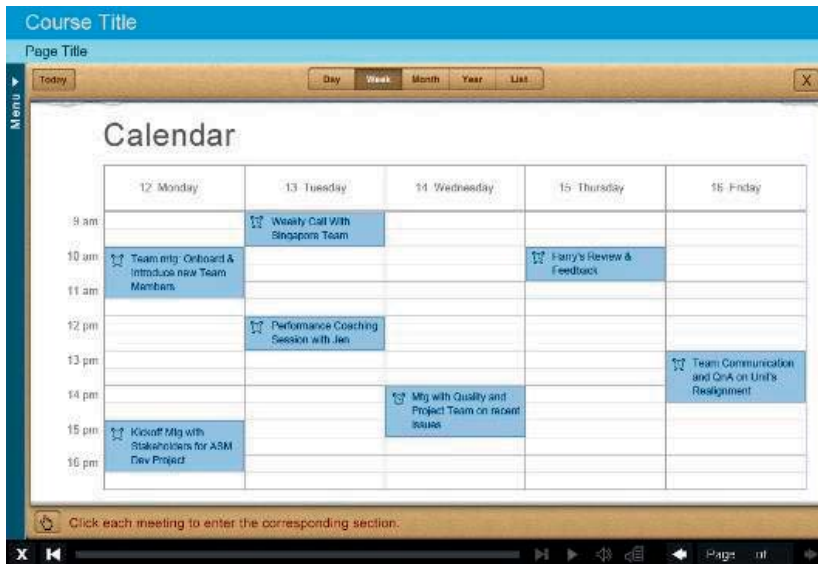 Course Title
Page Title
Today
Day Week Month Year List
X
Menu
Calendar
12 Monday
13 Tuesday
14 Wednesday
15 Thursday
16 Friday
9 am
Weekly Call With
Singapore Team
10 am
Team mtg: Onboard &
Introduce new Team
Members
Harry's Review &
Feedback
11 am
12 pm
Performance Coaching
Session with Jen
13 pm
Team Communication
and QnA on Unit's
Realignment
14 pm
Mtg with Quality and
Project Team on recent
issues
15 pm
Kickoff Mtg with
Stakeholders for ASM
Dev Project
16 pm
Click each meeting to enter the corresponding section.
X
Page of